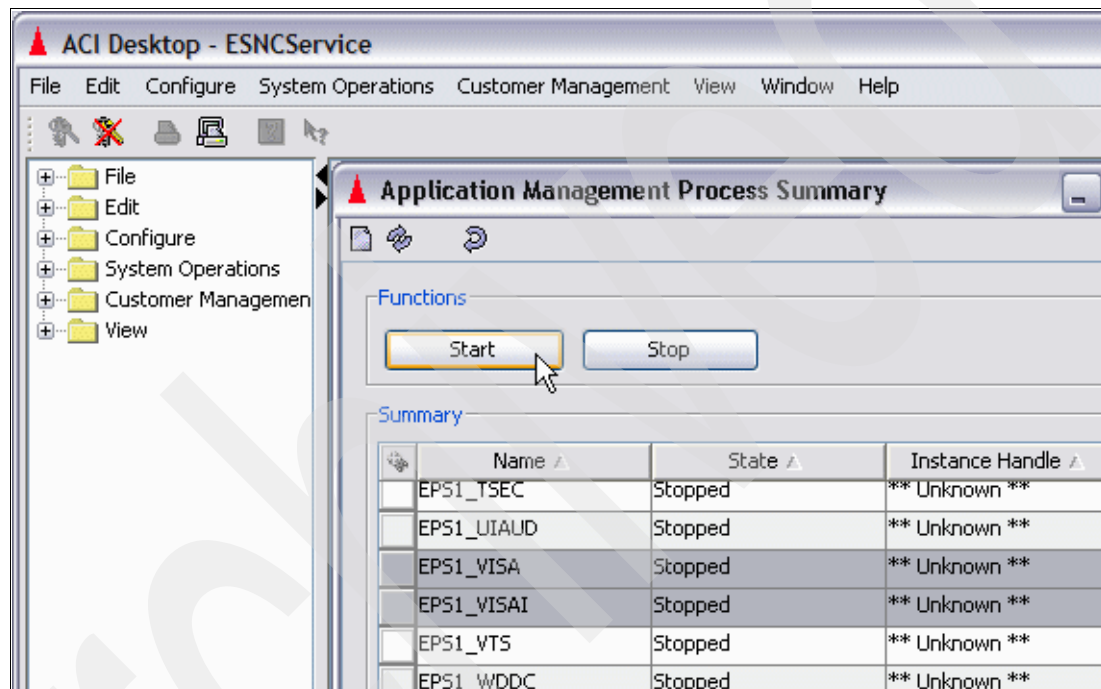 ACI Desktop - ESNCService
File Edit Configure System Operations Customer Management View Window Help
File
Edit
Configure
System Operations
Customer Managemen
View
Application Management Process Summary
Functions
Start Stop
Summary
Name State Instance Handle
EPS1_TSEC Stopped ** Unknown **
EPS1_UIAUD Stopped ** Unknown **
EPS1_VISA Stopped ** Unknown **
EPS1_VISAI Stopped ** Unknown **
EPS1_VTS Stopped ** Unknown **
EPS1_WDDC Stopped ** Unknown **